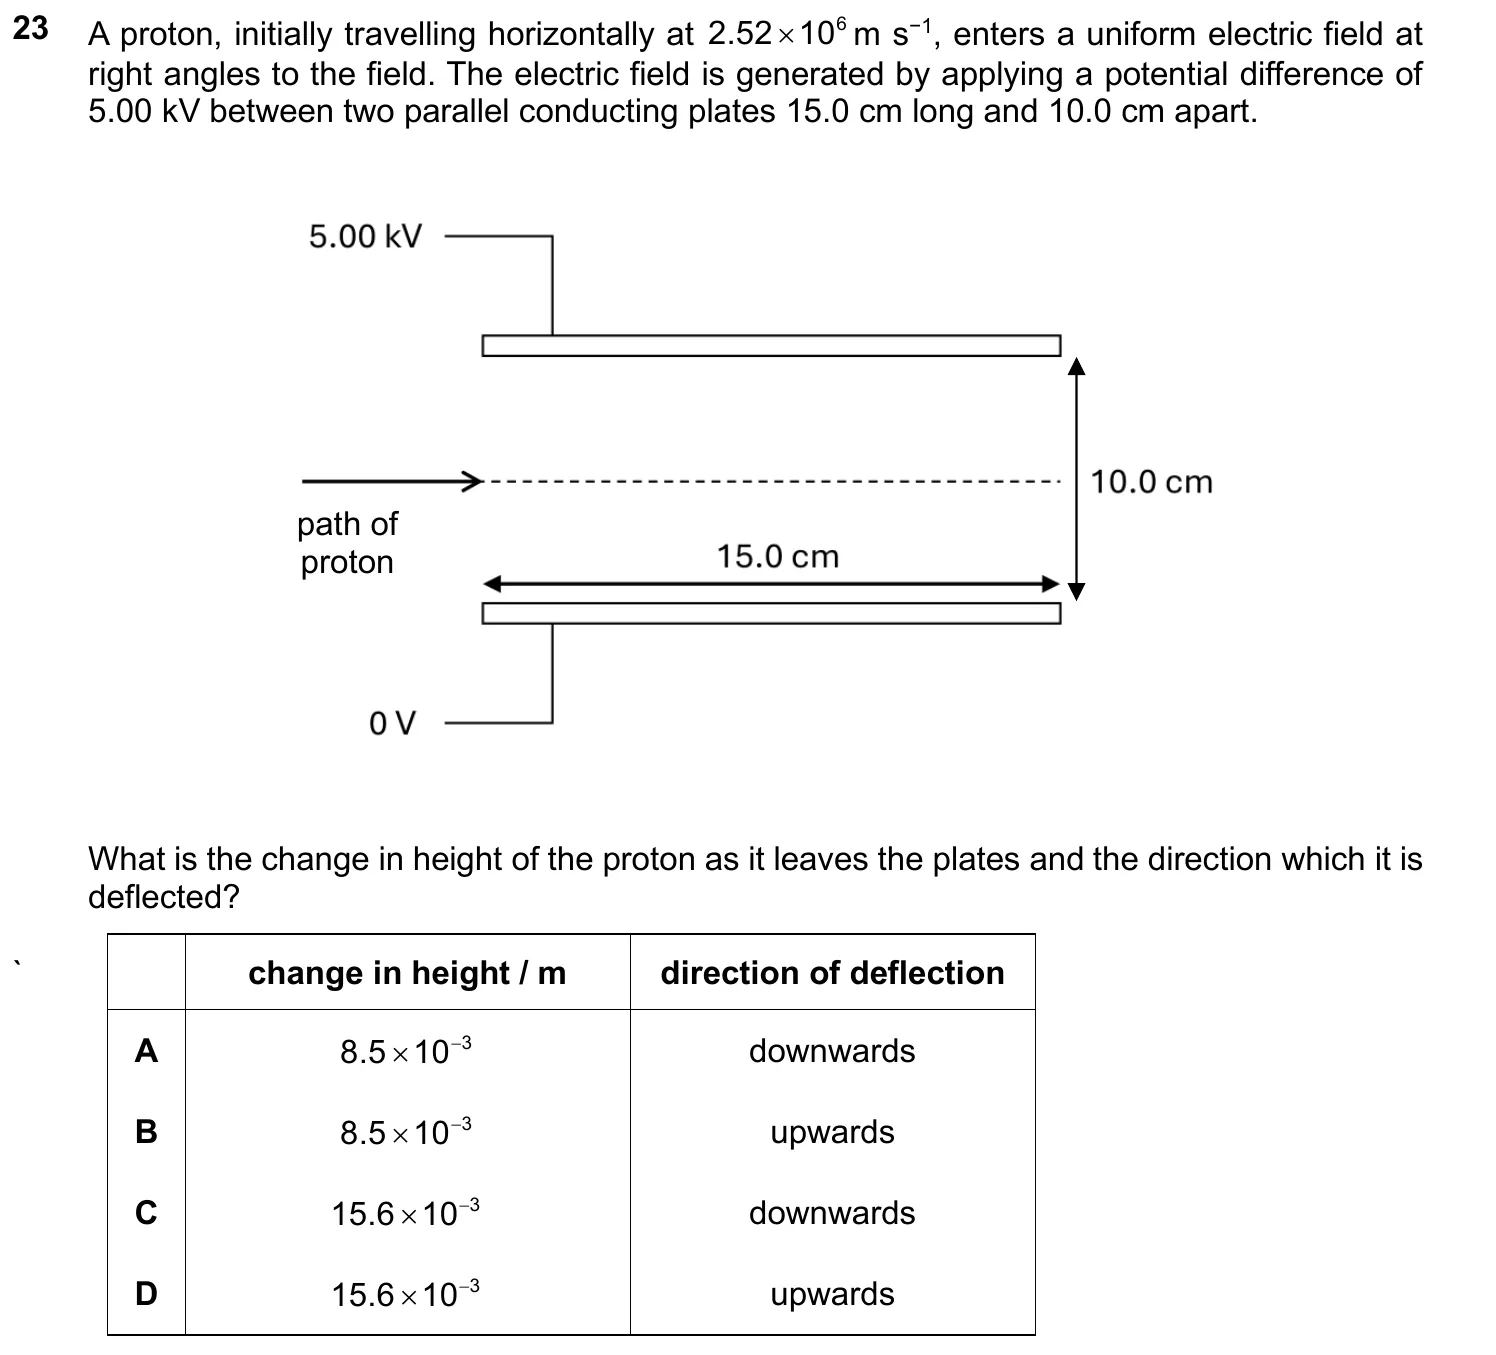 23 A proton, initially travelling horizontally at 2.52 × 10⁶ m s⁻¹, enters a uniform electric field at
right angles to the field. The electric field is generated by applying a potential difference of
5.00 kV between two parallel conducting plates 15.0 cm long and 10.0 cm apart.
5.00 kV
10.0 cm
path of
proton
15.0 cm
0 V
What is the change in height of the proton as it leaves the plates and the direction which it is
deflected?
change in height / m direction of deflection
A 8.5 × 10⁻³ downwards
B 8.5 × 10⁻³ upwards
C 15.6 × 10⁻³ downwards
D 15.6 × 10⁻³ upwards